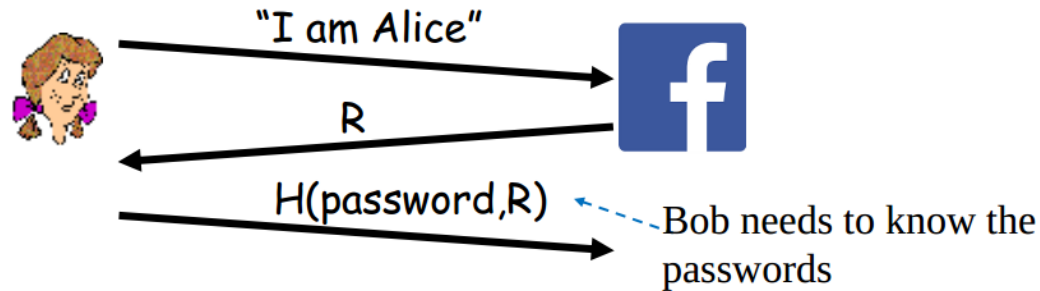 “I am Alice”
f
R
H(password,R)
Bob needs to know the
passwords